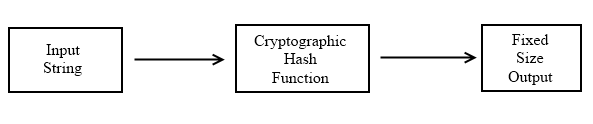 Input
String
Cryptographic
Hash
Function
Fixed
Size
Output